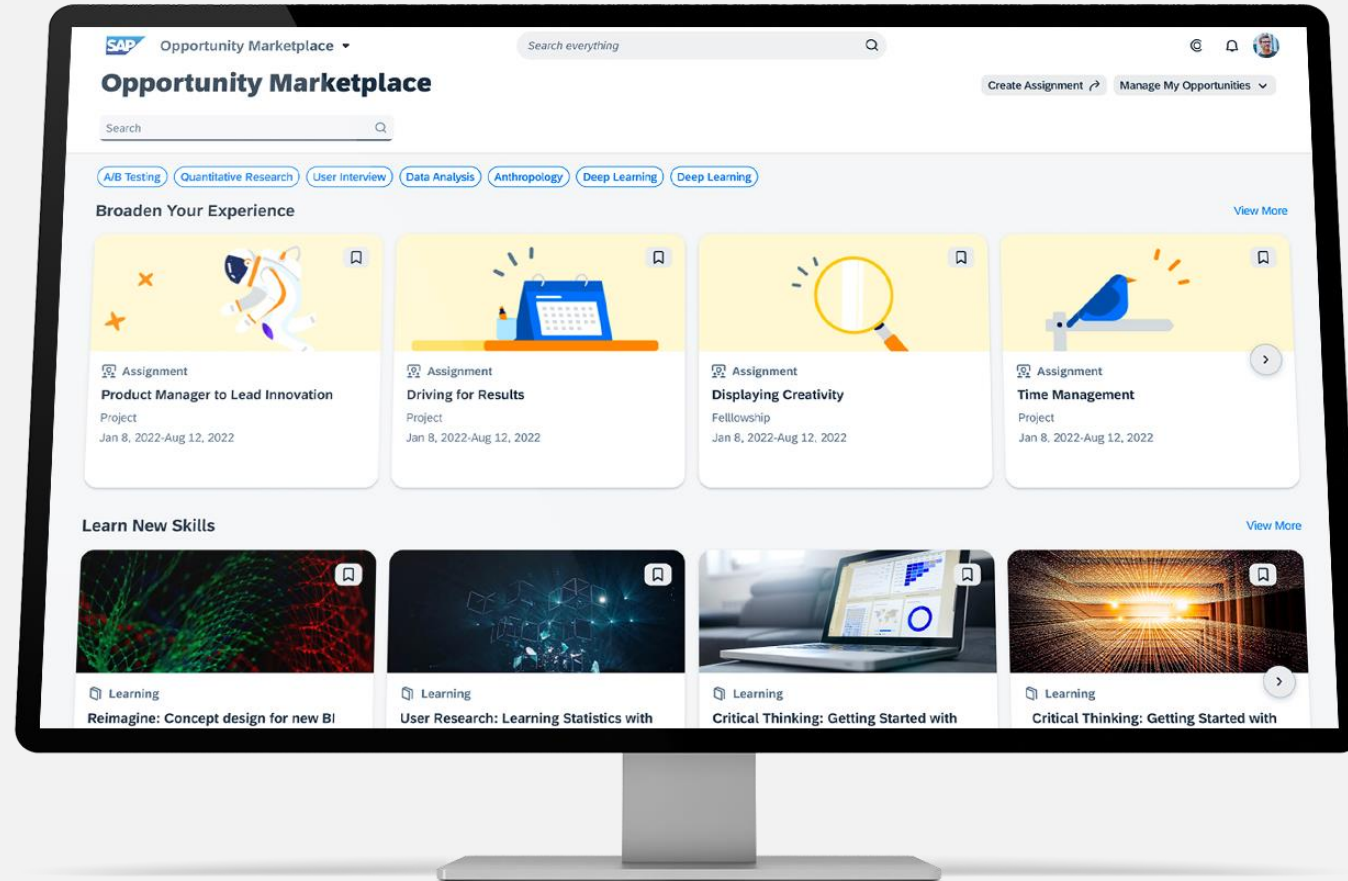 SAP Opportunity Marketplace
Search everything
Opportunity Marketplace
Create Assignment
Manage My Opportunities
Search
A/B Testing
Quantitative Research
User Interview
Data Analysis
Anthropology
Deep Learning
Deep Learning
Broaden Your Experience
View More
Assignment
Product Manager to Lead Innovation
Project
Jan 8, 2022-Aug 12, 2022
Assignment
Driving for Results
Project
Jan 8, 2022-Aug 12, 2022
Assignment
Displaying Creativity
Felllowship
Jan 8, 2022-Aug 12, 2022
Assignment
Time Management
Project
Jan 8, 2022-Aug 12, 2022
Learn New Skills
View More
Learning
Reimagine: Concept design for new BI
Learning
User Research: Learning Statistics with
Learning
Critical Thinking: Getting Started with
Learning
Critical Thinking: Getting Started with